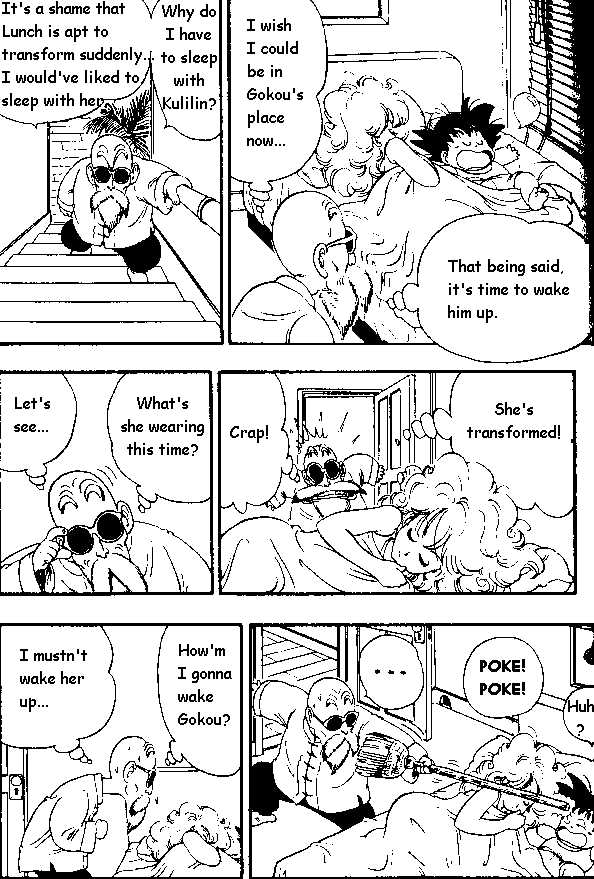 Why do
I have
to sleep
with
Kulilin?
It's a shame that
Lunch is apt to
transform suddenly...
I would've liked to
sleep with her...
I wish
I could
be in
Gokou's
place
now...
That being said,
it's time to wake
him up.
Let's
see...
What's
she wearing
this time?
Crap!
She's
transformed!
I mustn't
wake her
up...
How'm
I gonna
wake
Gokou?
...
POKE!
POKE!
Huh
?